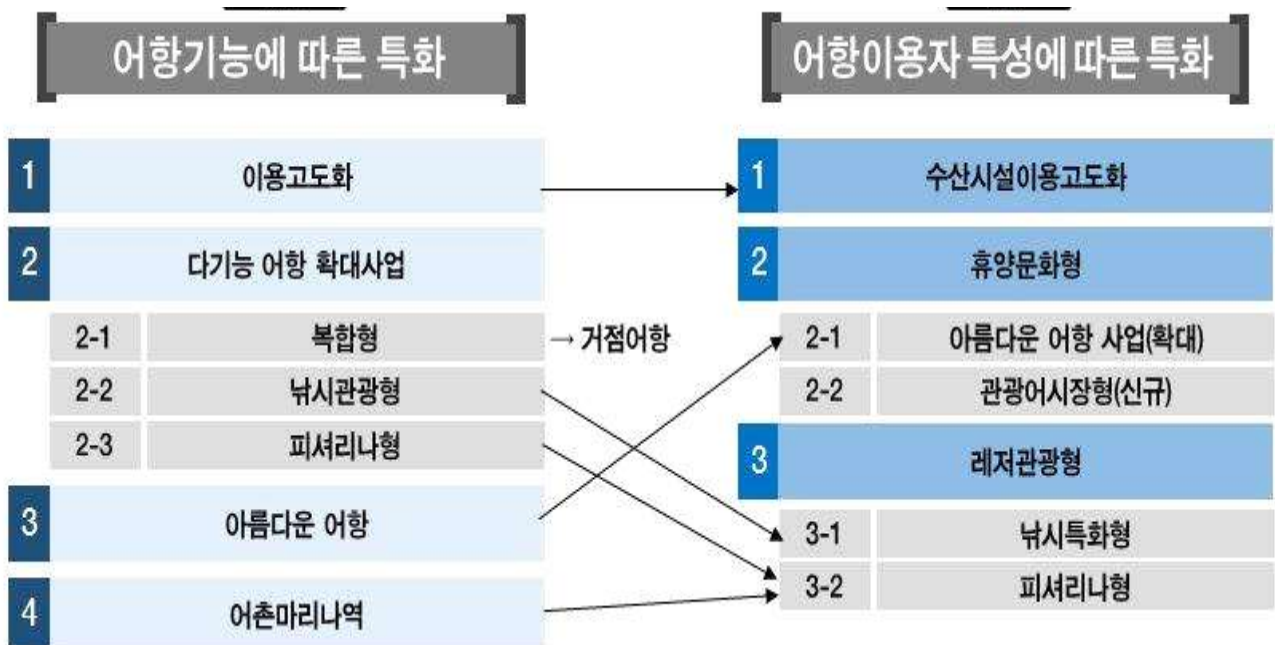 어항기능에 따른 특화
1 이용고도화
2 다기능 어항 확대사업
2-1 복합형 → 거점어항
2-2 낚시관광형
2-3 피셔리나형
3 아름다운 어항
4 어촌마리나역
어항이용자 특성에 따른 특화
1 수산시설이용고도화
2 휴양문화형
2-1 아름다운 어항 사업(확대)
2-2 관광어시장형(신규)
3 레저관광형
3-1 낚시특화형
3-2 피셔리나형